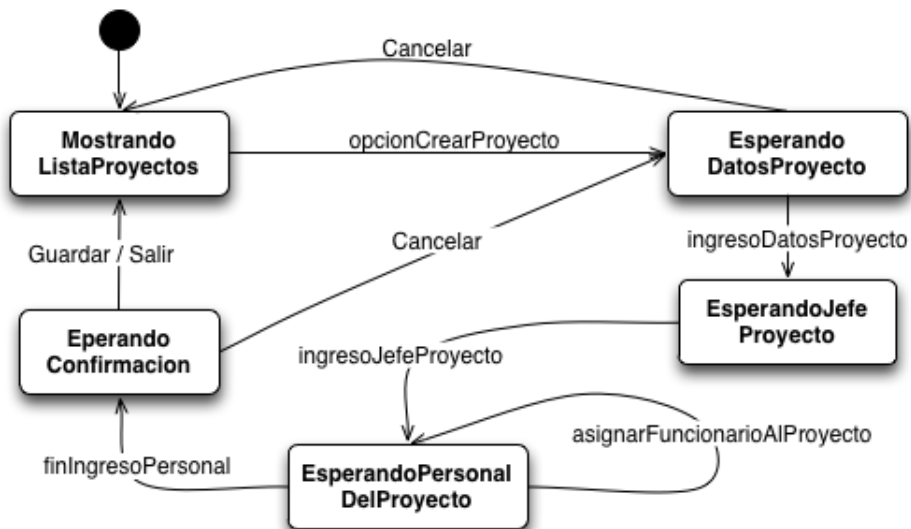 Cancelar
Mostrando
ListaProyectos
opcionCrearProyecto
Esperando
DatosProyecto
Guardar / Salir
Cancelar
ingresoDatosProyecto
Eperando
Confirmacion
EsperandoJefe
Proyecto
ingresoJefeProyecto
finIngresoPersonal
EsperandoPersonal
DelProyecto
asignarFuncionarioAlProyecto